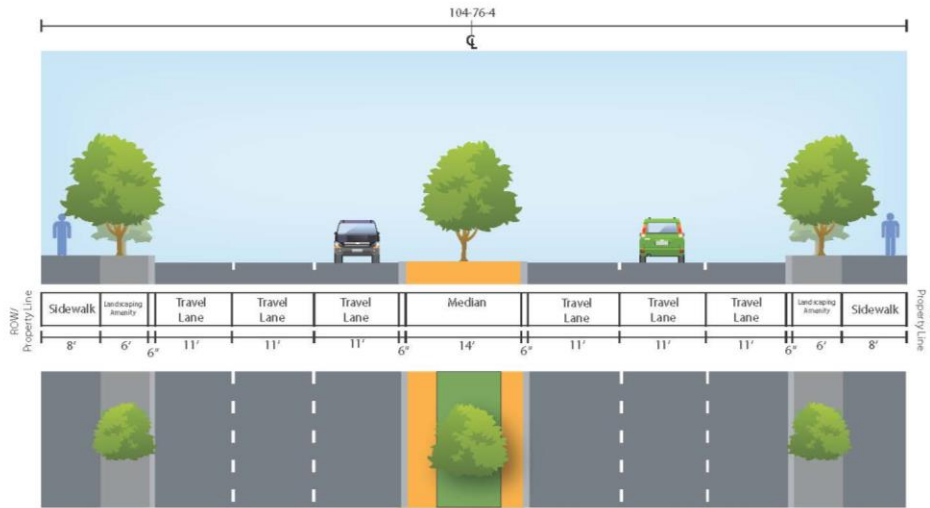 104-76-4
℄
ROW/
Property Line
Sidewalk
Landscaping
Amenity
Travel
Lane
Travel
Lane
Travel
Lane
Median
Travel
Lane
Travel
Lane
Travel
Lane
Landscaping
Amenity
Sidewalk
Property Line
8' 6' 6" 11' 11' 11' 6" 14' 6" 11' 11' 11' 6" 6' 8'